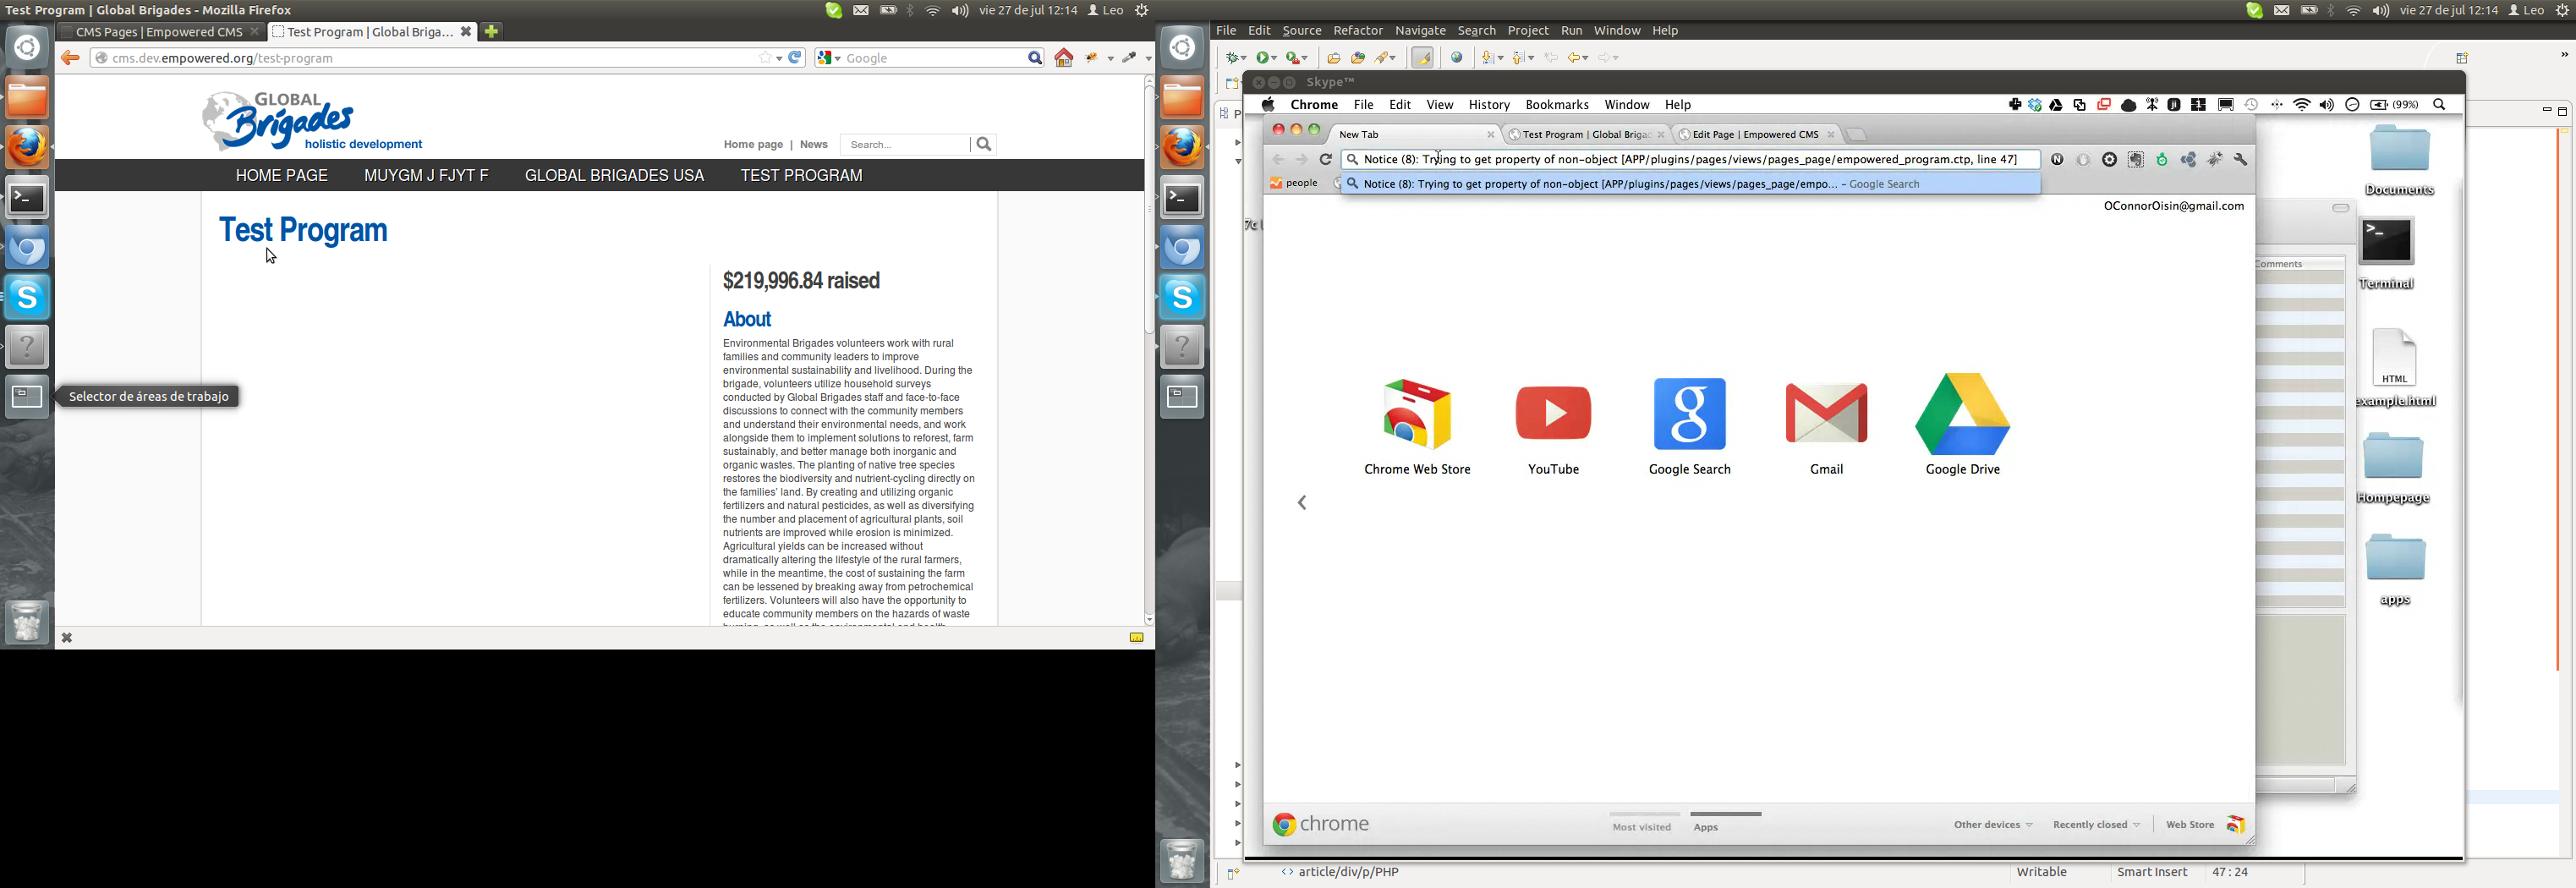 Test Program | Global Brigades - Mozilla Firefox
vie 27 de jul 12:14 Leo
CMS Pages | Empowered CMS
Test Program | Global Briga...
cms.dev.empowered.org/test-program
Google
GLOBAL
Brigades
holistic development
Home page | News
Search...
HOME PAGE MUYGM J FJYT F GLOBAL BRIGADES USA TEST PROGRAM
Test Program
$219,996.84 raised
About
Environmental Brigades volunteers work with rural
families and community leaders to improve
environmental sustainability and livelihood. During the
brigade, volunteers utilize household surveys
conducted by Global Brigades staff and face-to-face
discussions to connect with the community members
and understand their environmental needs, and work
alongside them to implement solutions to reforest, farm
sustainably, and better manage both inorganic and
organic wastes. The planting of native tree species
restores the biodiversity and nutrient-cycling directly on
the families' land. By creating and utilizing organic
fertilizers and natural pesticides, as well as diversifying
the number and placement of agricultural plants, soil
nutrients are improved while erosion is minimized.
Agricultural yields can be increased without
dramatically altering the lifestyle of the rural farmers,
while in the meantime, the cost of sustaining the farm
can be lessened by breaking away from petrochemical
fertilizers. Volunteers will also have the opportunity to
educate community members on the hazards of waste
Selector de áreas de trabajo
vie 27 de jul 12:14 Leo
File Edit Source Refactor Navigate Search Project Run Window Help
Skype™
Chrome File Edit View History Bookmarks Window Help
(99%)
New Tab
Test Program | Global Brigac
Edit Page | Empowered CMS
Notice (8): Trying to get property of non-object [APP/plugins/pages/views/pages_page/empowered_program.ctp, line 47]
people
Notice (8): Trying to get property of non-object [APP/plugins/pages/views/pages_page/empo... - Google Search
OConnorOisin@gmail.com
7c
Chrome Web Store
YouTube
Google Search
Gmail
Google Drive
chrome
Most visited
Apps
Other devices
Recently closed
Web Store
Comments
Documents
Terminal
HTML
example.html
Hompepage
apps
article/div/p/PHP
Writable
Smart Insert
47 : 24